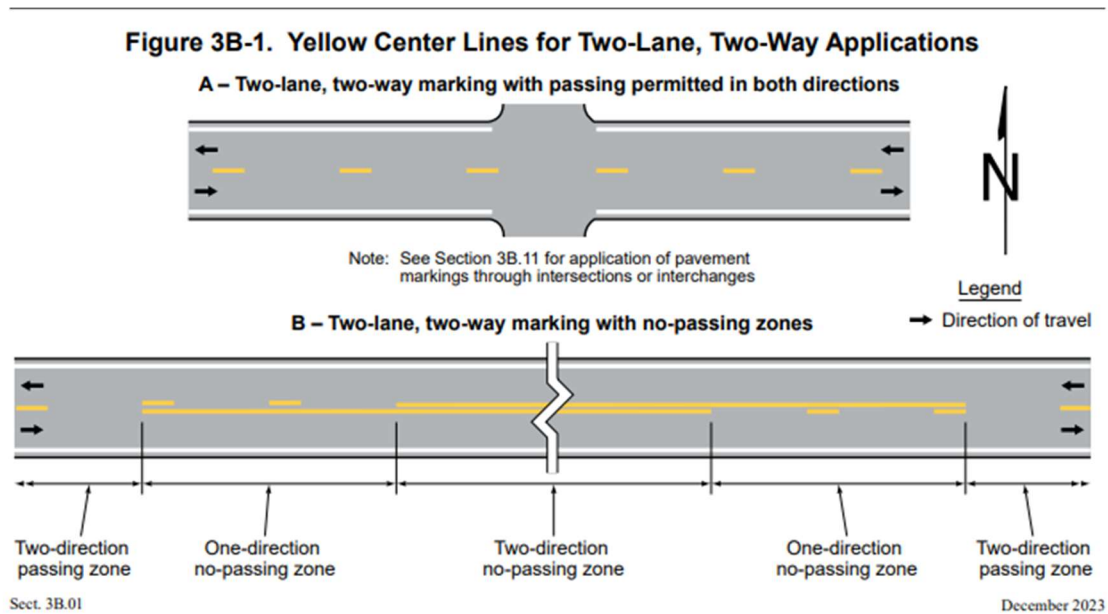 Figure 3B-1. Yellow Center Lines for Two-Lane, Two-Way Applications
A – Two-lane, two-way marking with passing permitted in both directions
N
Note: See Section 3B.11 for application of pavement
markings through intersections or interchanges
Legend
Direction of travel
B – Two-lane, two-way marking with no-passing zones
Two-direction
passing zone
One-direction
no-passing zone
Two-direction
no-passing zone
One-direction
no-passing zone
Two-direction
passing zone
Sect. 3B.01
December 2023